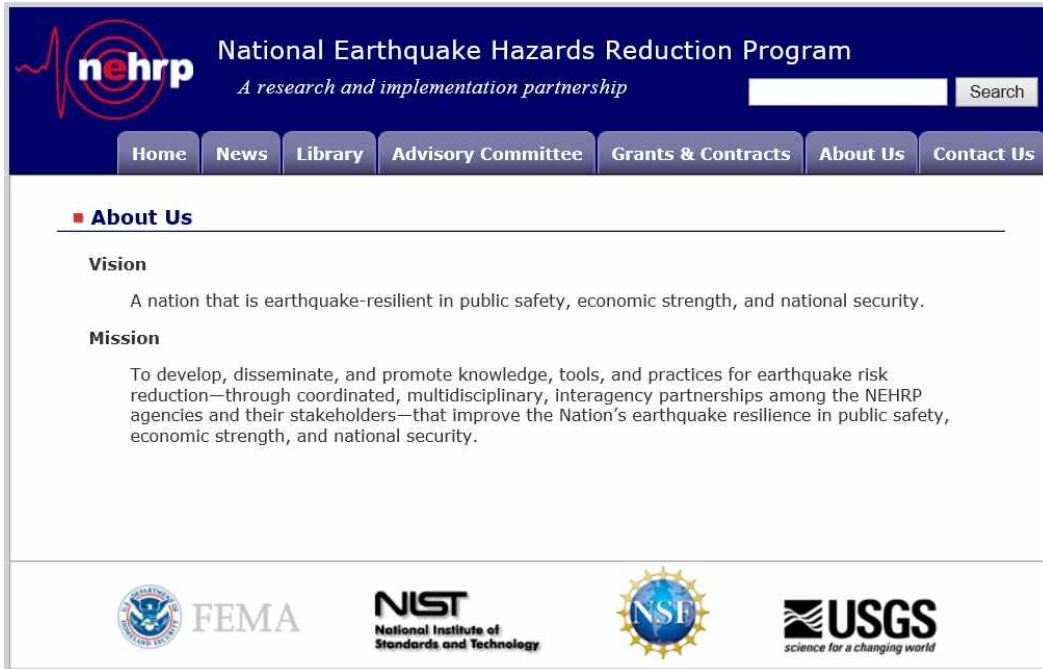 nehrp
National Earthquake Hazards Reduction Program
A research and implementation partnership
Search
Home News Library Advisory Committee Grants & Contracts About Us Contact Us
About Us
Vision
A nation that is earthquake-resilient in public safety, economic strength, and national security.
Mission
To develop, disseminate, and promote knowledge, tools, and practices for earthquake risk
reduction—through coordinated, multidisciplinary, interagency partnerships among the NEHRP
agencies and their stakeholders—that improve the Nation’s earthquake resilience in public safety,
economic strength, and national security.
FEMA
NIST
National Institute of
Standards and Technology
NSF
USGS
science for a changing world